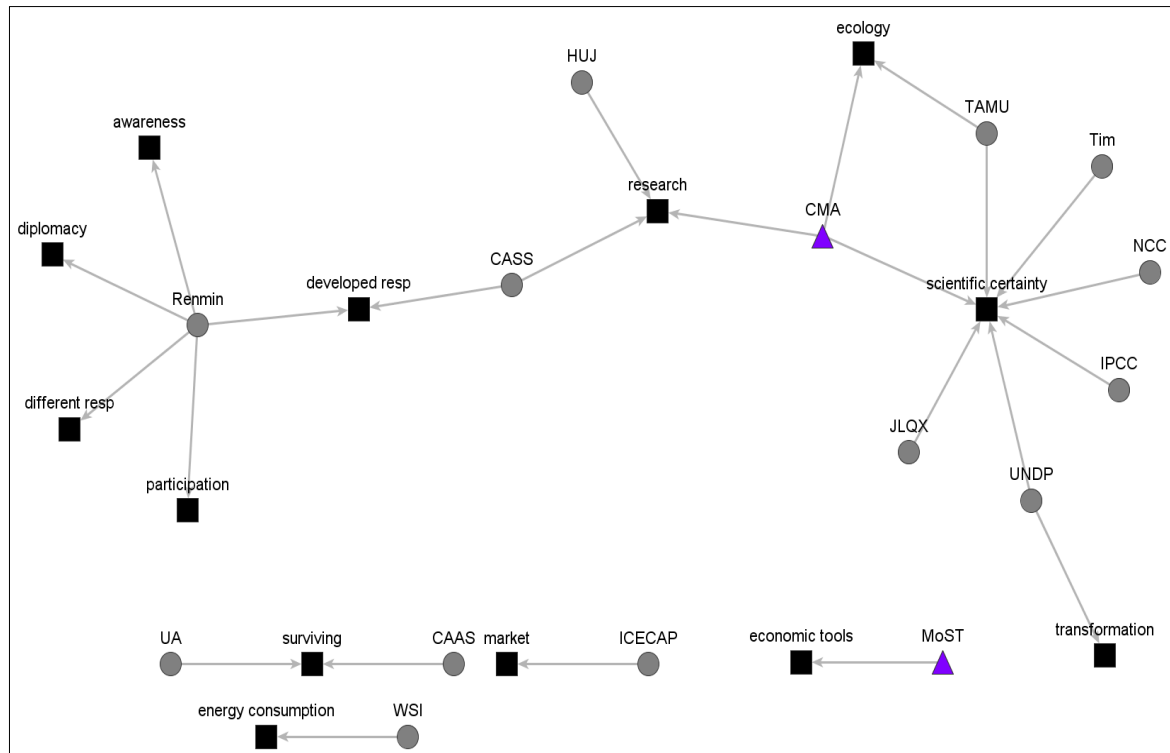 ecology
HUJ
TAMU
awareness
Tim
research
CMA
diplomacy
NCC
CASS
developed resp
scientific certainty
Renmin
IPCC
different resp
JLQX
UNDP
participation
UA
surviving
CAAS
market
ICECAP
economic tools
MoST
transformation
energy consumption
WSI